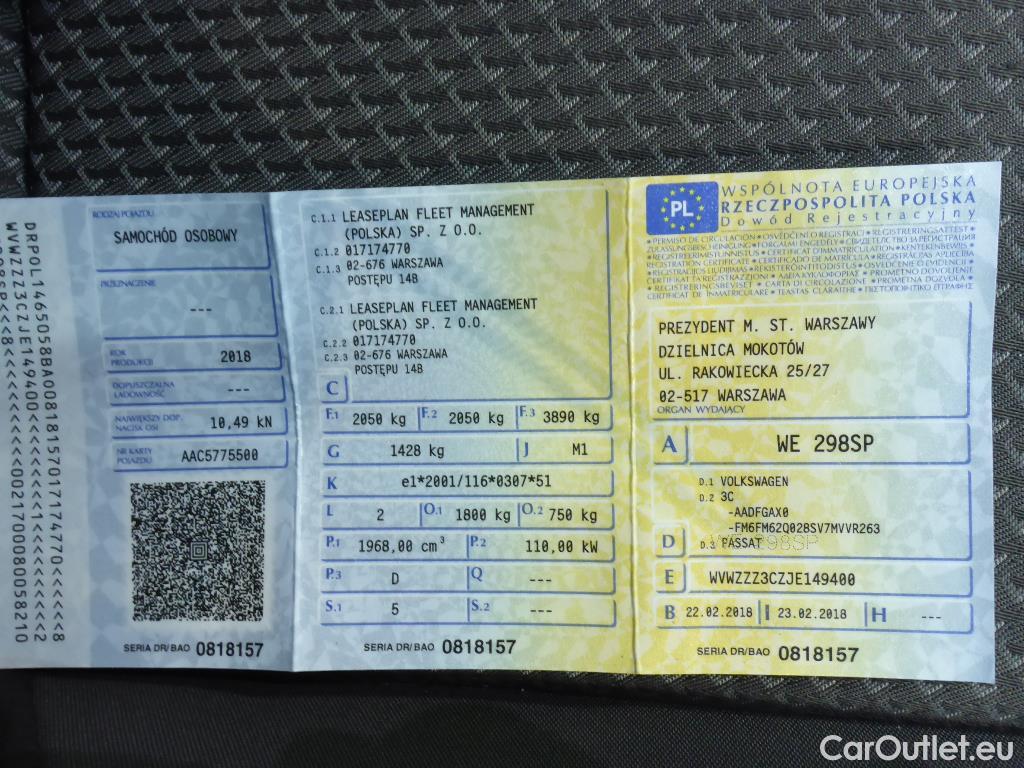 DRPOL1465058BA00818157017174770<<<<<8
RODZAJ POJAZDU
SAMOCHÓD OSOBOWY
PRZEZNACZENIE
---
ROK PRODUKCJI 2018
DOPUSZCZALNA ŁADOWNOŚĆ ---
NAJWIĘKSZY DOP. NACISK OSI 10,49 kN
NR KARTY POJAZDU AAC5775500
SERIA DR/BAO 0818157
C.1.1 LEASEPLAN FLEET MANAGEMENT
(POLSKA) SP. Z O.O.
C.1.2 017174770
C.1.3 02-676 WARSZAWA
POSTĘPU 14B
C.2.1 LEASEPLAN FLEET MANAGEMENT
(POLSKA) SP. Z O.O.
C.2.2 017174770
C.2.3 02-676 WARSZAWA
POSTĘPU 14B
C
F.1 2050 kg F.2 2050 kg F.3 3890 kg
G 1428 kg J M1
K e1*2001/116*0307*51
L 2 O.1 1800 kg O.2 750 kg
P.1 1968,00 cm³ P.2 110,00 kW
P.3 D Q ---
S.1 5 S.2 ---
SERIA DR/BAO 0818157
PL
WSPÓLNOTA EUROPEJSKA
RZECZPOSPOLITA POLSKA
Dowód Rejestracyjny
PREZYDENT M. ST. WARSZAWY
DZIELNICA MOKOTÓW
UL. RAKOWIECKA 25/27
02-517 WARSZAWA
ORGAN WYDAJĄCY
A WE 298SP
D.1 VOLKSWAGEN
D.2 3C
-AADFGAX0
-FM6FM62Q028SV7MVVR263
D D.3 PASSAT
E WVWZZZ3CZJE149400
B 22.02.2018 I 23.02.2018 H ---
SERIA DR/BAO 0818157
CarOutlet.eu